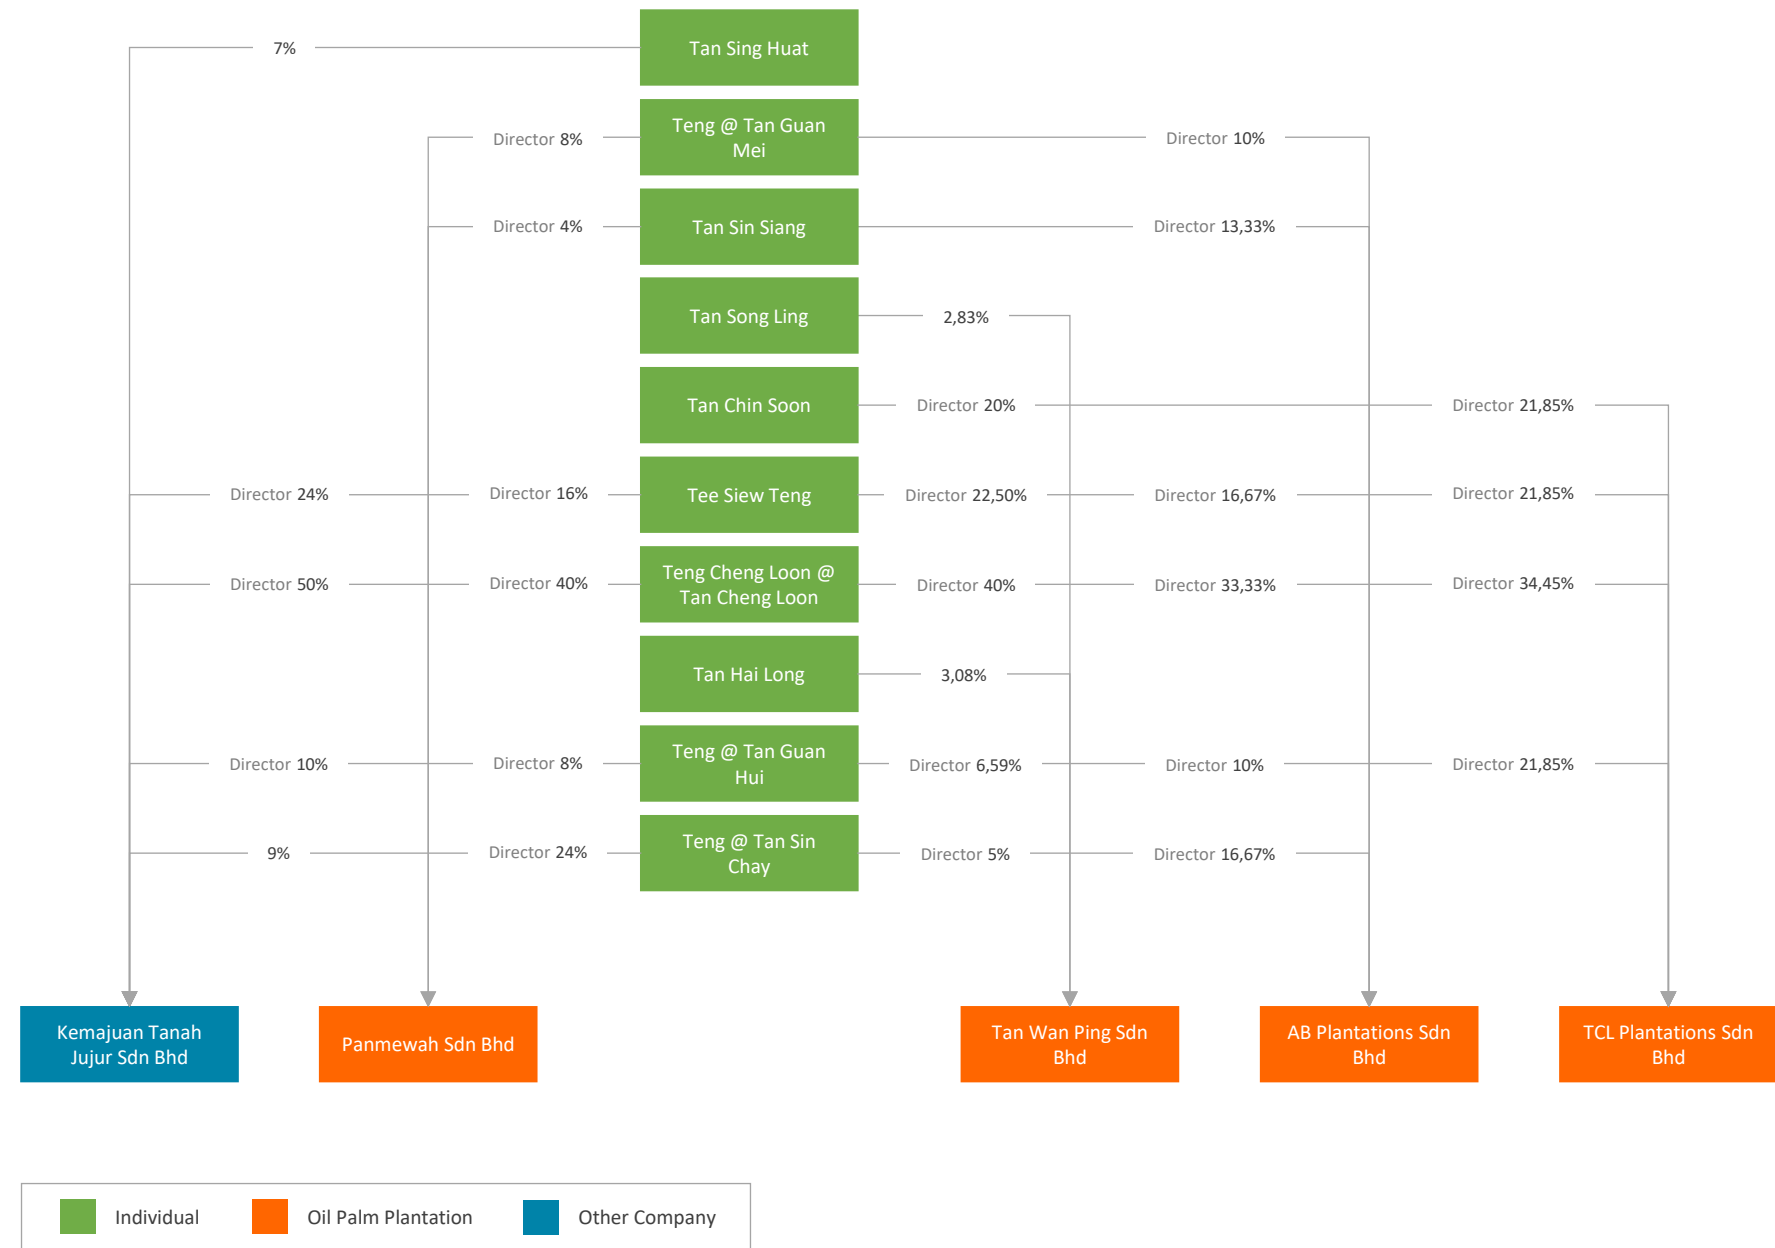 7%
Tan Sing Huat
Director 8%
Teng @ Tan Guan
Mei
Director 10%
Director 4%
Tan Sin Siang
Director 13,33%
Tan Song Ling
2,83%
Tan Chin Soon
Director 20%
Director 21,85%
Director 24%
Director 16%
Tee Siew Teng
Director 22,50%
Director 16,67%
Director 21,85%
Director 50%
Director 40%
Teng Cheng Loon @
Tan Cheng Loon
Director 40%
Director 33,33%
Director 34,45%
Tan Hai Long
3,08%
Director 10%
Director 8%
Teng @ Tan Guan
Hui
Director 6,59%
Director 10%
Director 21,85%
9%
Director 24%
Teng @ Tan Sin
Chay
Director 5%
Director 16,67%
Kemajuan Tanah
Jujur Sdn Bhd
Panmewah Sdn Bhd
Tan Wan Ping Sdn
Bhd
AB Plantations Sdn
Bhd
TCL Plantations Sdn
Bhd
Individual
Oil Palm Plantation
Other Company